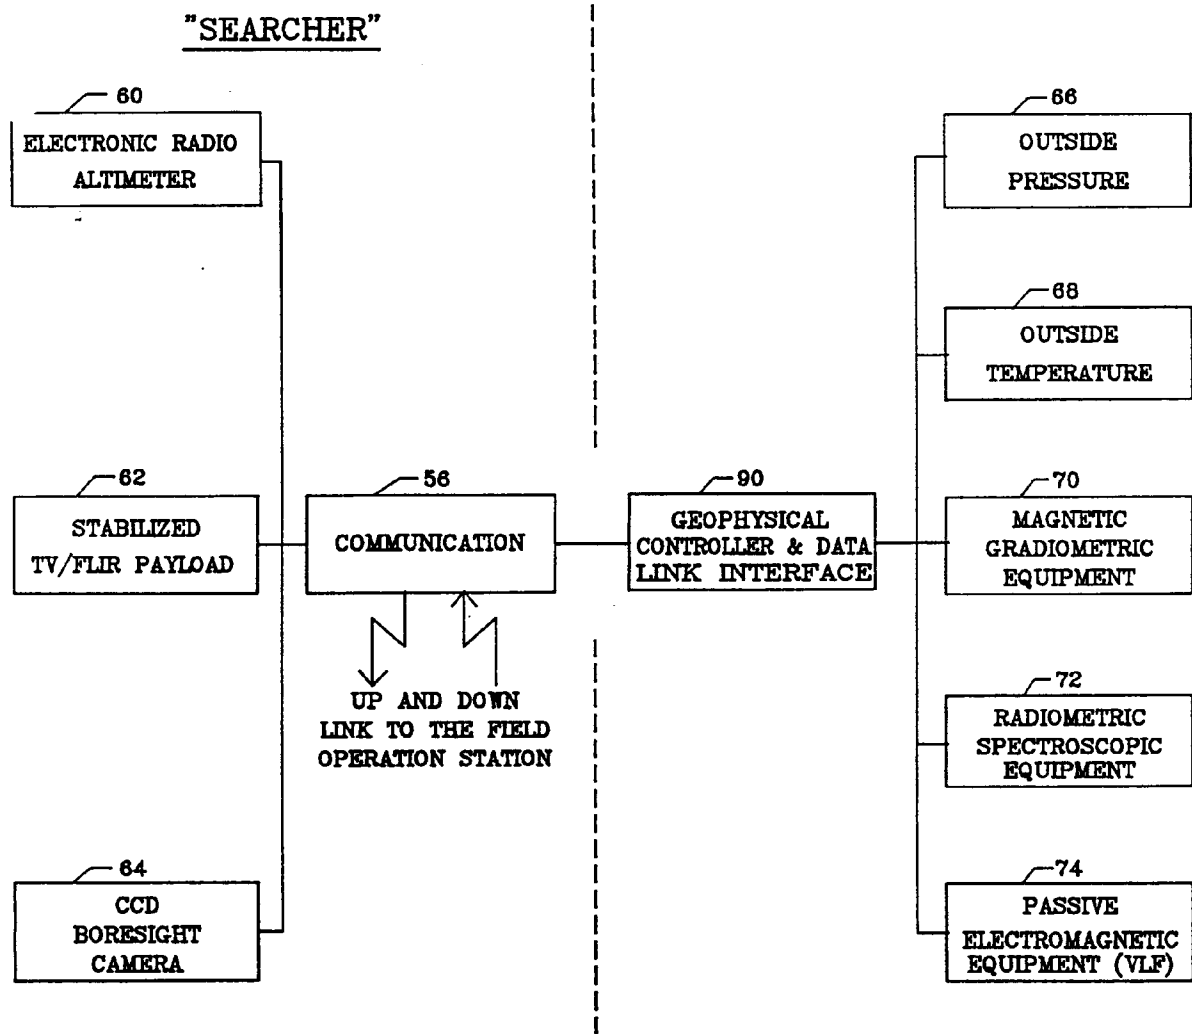 "SEARCHER"
60
ELECTRONIC RADIO
ALTIMETER
62
STABILIZED
TV/FLIR PAYLOAD
64
CCD
BORESIGHT
CAMERA
56
COMMUNICATION
UP AND DOWN
LINK TO THE FIELD
OPERATION STATION
90
GEOPHYSICAL
CONTROLLER & DATA
LINK INTERFACE
66
OUTSIDE
PRESSURE
68
OUTSIDE
TEMPERATURE
70
MAGNETIC
GRADIOMETRIC
EQUIPMENT
72
RADIOMETRIC
SPECTROSCOPIC
EQUIPMENT
74
PASSIVE
ELECTROMAGNETIC
EQUIPMENT (VLF)